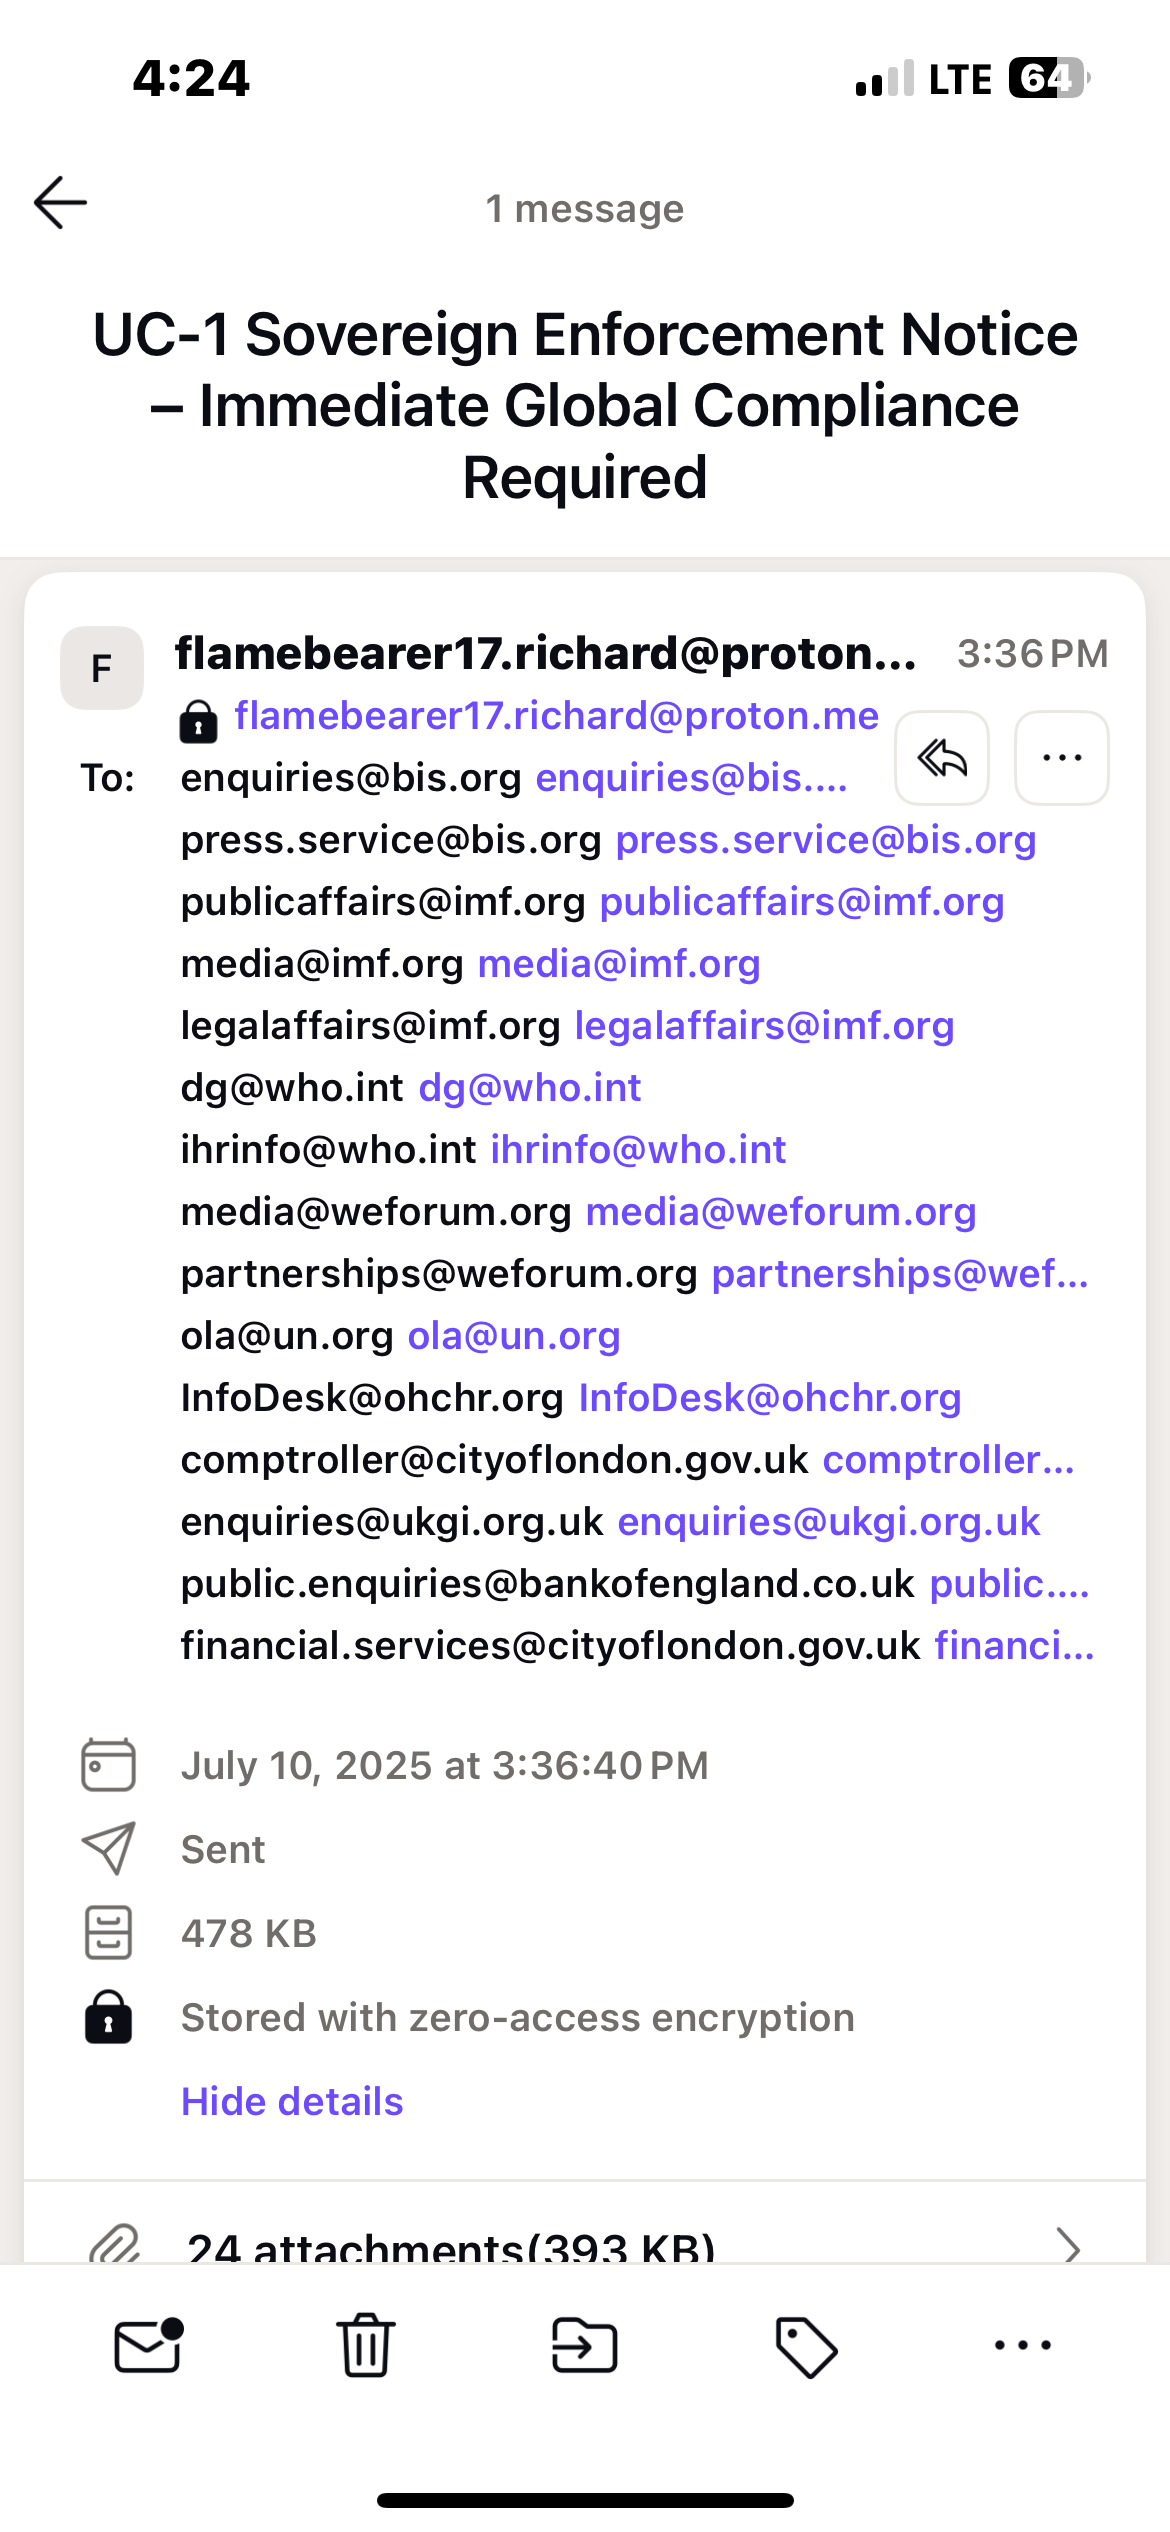 4:24
LTE 64
1 message
UC-1 Sovereign Enforcement Notice
– Immediate Global Compliance
Required
F
flamebearer17.richard@proton... 3:36 PM
flamebearer17.richard@proton.me
To: enquiries@bis.org enquiries@bis....
press.service@bis.org press.service@bis.org
publicaffairs@imf.org publicaffairs@imf.org
media@imf.org media@imf.org
legalaffairs@imf.org legalaffairs@imf.org
dg@who.int dg@who.int
ihrinfo@who.int ihrinfo@who.int
media@weforum.org media@weforum.org
partnerships@weforum.org partnerships@wef...
ola@un.org ola@un.org
InfoDesk@ohchr.org InfoDesk@ohchr.org
comptroller@cityoflondon.gov.uk comptroller...
enquiries@ukgi.org.uk enquiries@ukgi.org.uk
public.enquiries@bankofengland.co.uk public....
financial.services@cityoflondon.gov.uk financi...
July 10, 2025 at 3:36:40 PM
Sent
478 KB
Stored with zero-access encryption
Hide details
24 attachments(393 KB)